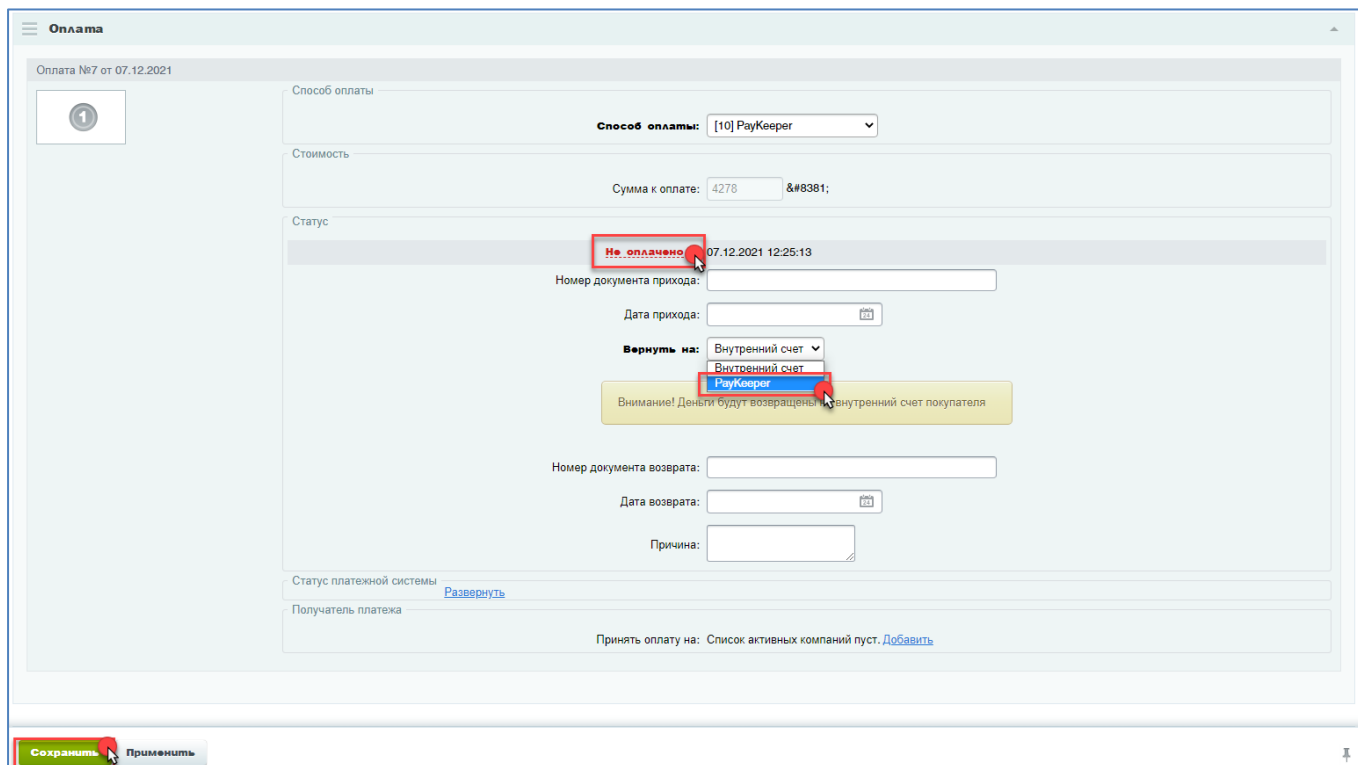 Оплата
Оплата №7 от 07.12.2021
1
Способ оплаты
Способ оплаты: [10] PayKeeper
Стоимость
Сумма к оплате: 4278 &#8381;
Статус
Не оплачено 07.12.2021 12:25:13
Номер документа прихода:
Дата прихода:
Вернуть на: Внутренний счет
Внутренний счет
PayKeeper
Внимание! Деньги будут возвращены внутренний счет покупателя
Номер документа возврата:
Дата возврата:
Причина:
Статус платежной системы
Развернуть
Получатель платежа
Принять оплату на: Список активных компаний пуст. Добавить
Сохранить Применить